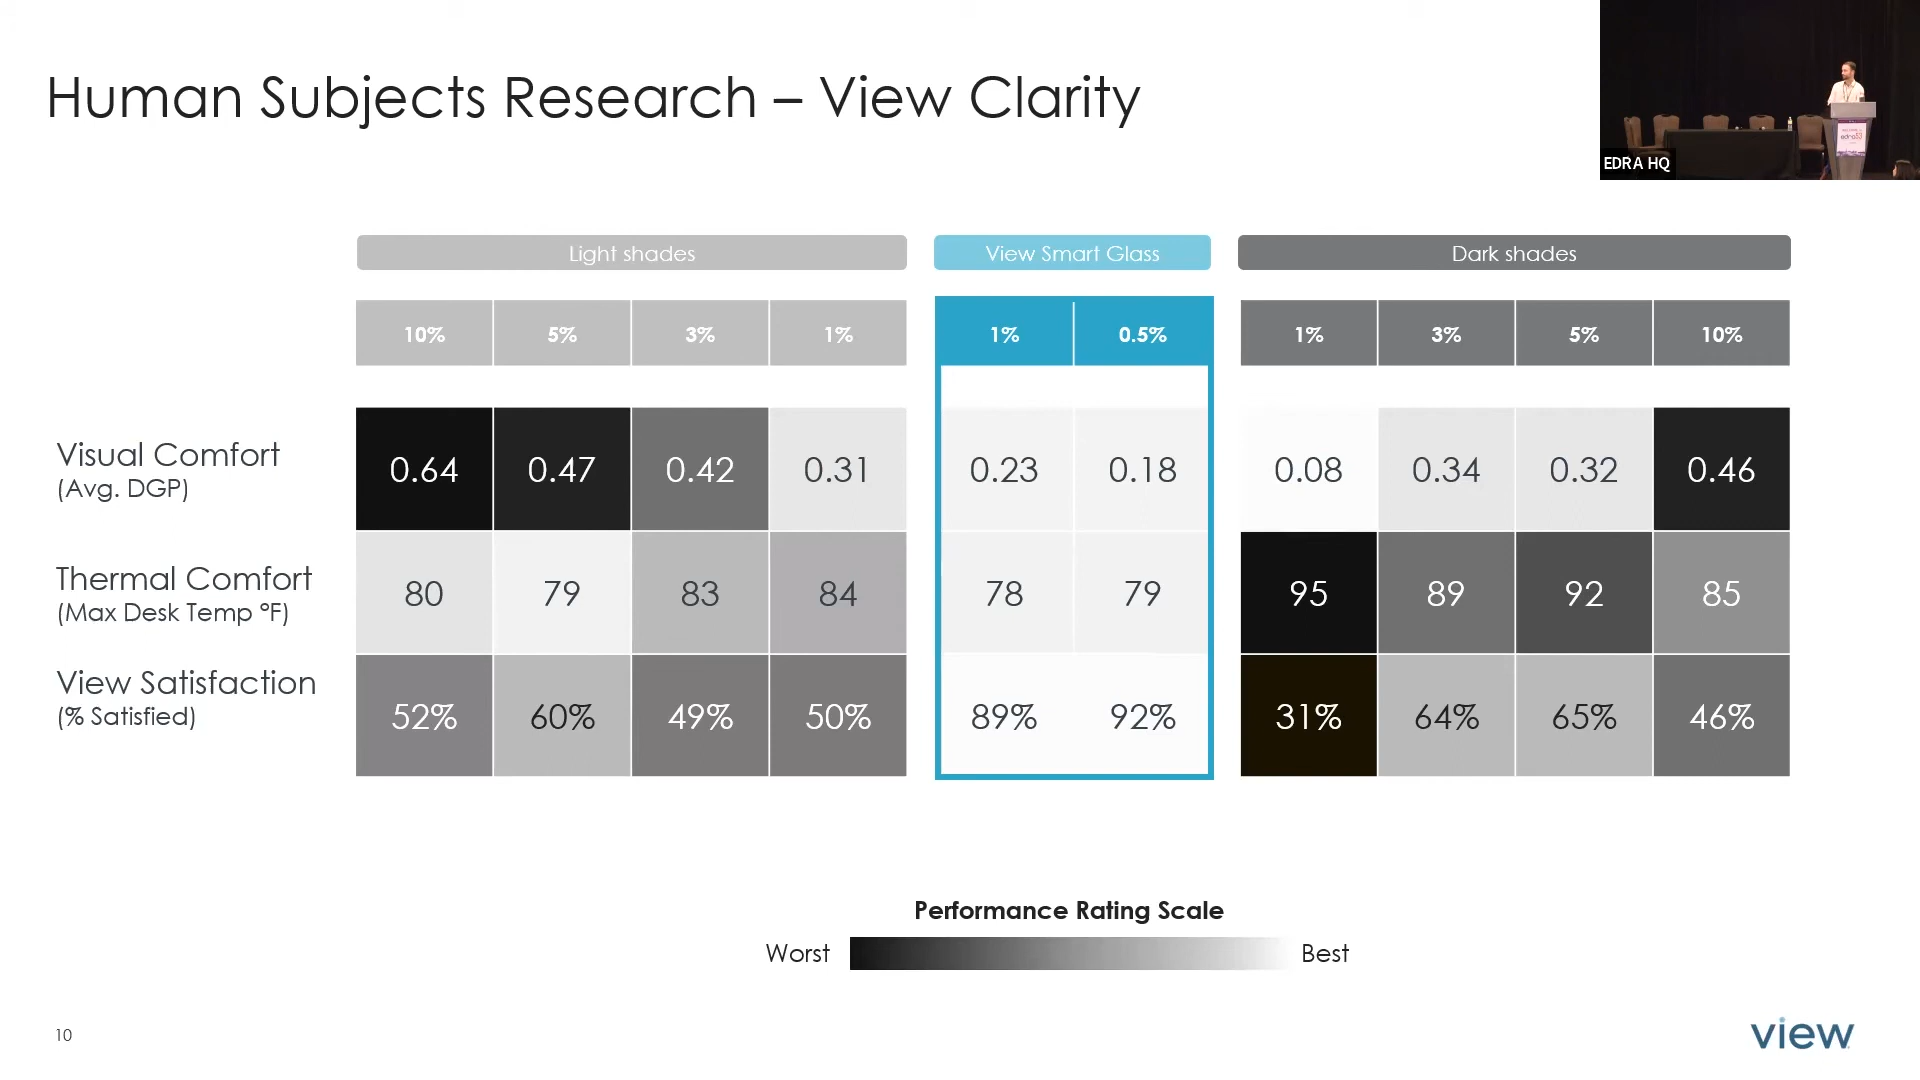 Human Subjects Research – View Clarity
EDRA HQ
Light shades
View Smart Glass
Dark shades
10% 5% 3% 1% 1% 0.5% 1% 3% 5% 10%
Visual Comfort
(Avg. DGP)
0.64 0.47 0.42 0.31 0.23 0.18 0.08 0.34 0.32 0.46
Thermal Comfort
(Max Desk Temp °F)
80 79 83 84 78 79 95 89 92 85
View Satisfaction
(% Satisfied)
52% 60% 49% 50% 89% 92% 31% 64% 65% 46%
Performance Rating Scale
Worst
Best
10
view